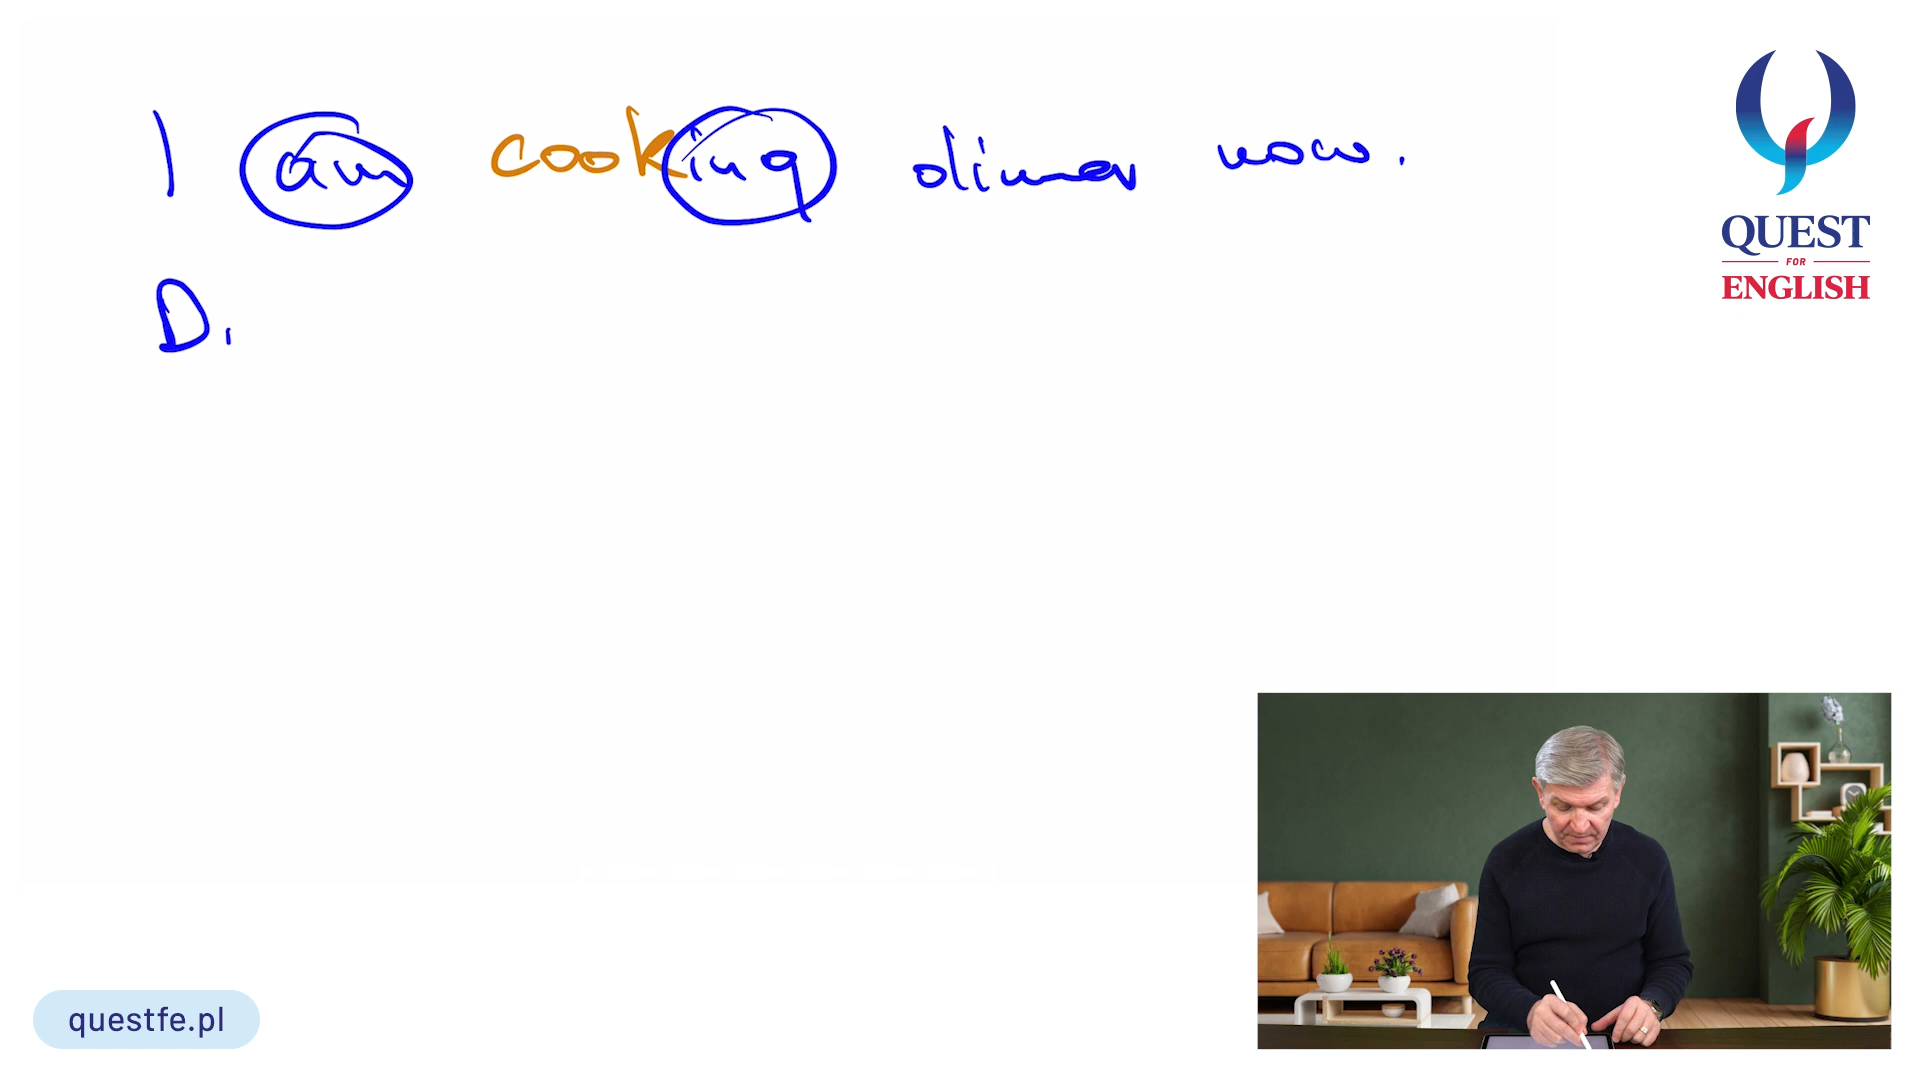 I am cooking dinner now.
D.
QUEST
FOR
ENGLISH
questfe.pl